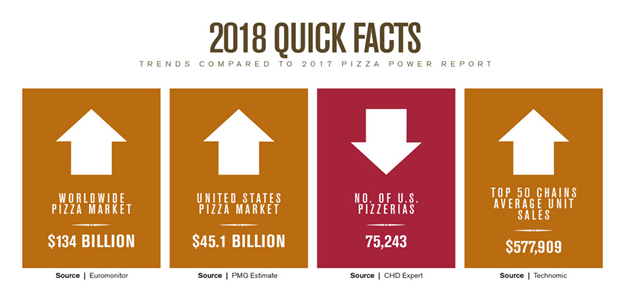 2018 QUICK FACTS
TRENDS COMPARED TO 2017 PIZZA POWER REPORT
WORLDWIDE
PIZZA MARKET
$134 BILLION
Source | Euromonitor
UNITED STATES
PIZZA MARKET
$45.1 BILLION
Source | PMQ Estimate
NO. OF U.S.
PIZZERIAS
75,243
Source | CHD Expert
TOP 50 CHAINS
AVERAGE UNIT
SALES
$577,909
Source | Technomic